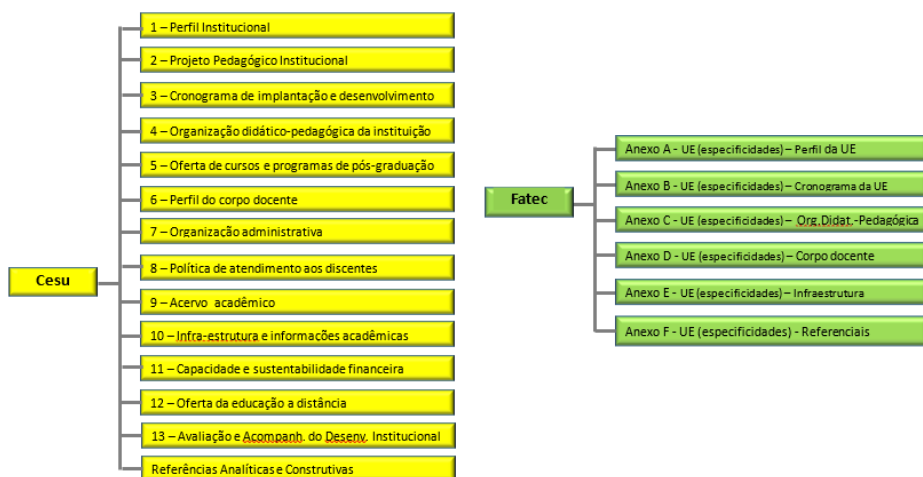 Cesu
1 – Perfil Institucional
2 – Projeto Pedagógico Institucional
3 – Cronograma de implantação e desenvolvimento
4 – Organização didático-pedagógica da instituição
5 – Oferta de cursos e programas de pós-graduação
6 – Perfil do corpo docente
7 – Organização administrativa
8 – Política de atendimento aos discentes
9 – Acervo acadêmico
10 – Infra-estrutura e informações acadêmicas
11 – Capacidade e sustentabilidade financeira
12 – Oferta da educação a distância
13 – Avaliação e Acompanh. do Desenv. Institucional
Referências Analíticas e Construtivas
Fatec
Anexo A - UE (especificidades) – Perfil da UE
Anexo B - UE (especificidades) – Cronograma da UE
Anexo C - UE (especificidades) – Org.Didat.-Pedagógica
Anexo D - UE (especificidades) – Corpo docente
Anexo E - UE (especificidades) – Infraestrutura
Anexo F - UE (especificidades) - Referenciais